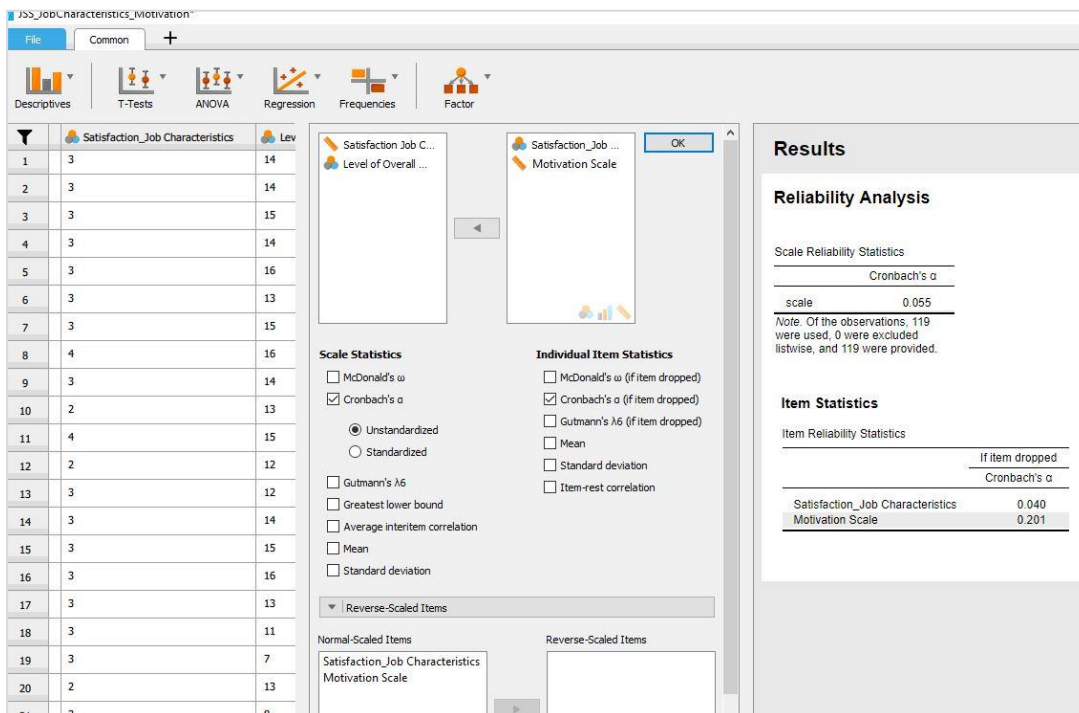 JSS_JobCharacteristics_Motivation*
File Common +
Descriptives T-Tests ANOVA Regression Frequencies Factor
Satisfaction_Job Characteristics Lev
1 3 14
2 3 14
3 3 15
4 3 14
5 3 16
6 3 13
7 3 15
8 4 16
9 3 14
10 2 13
11 4 15
12 2 12
13 3 12
14 3 14
15 3 15
16 3 16
17 3 13
18 3 11
19 3 7
20 2 13
Satisfaction Job C...
Level of Overall ...
Satisfaction_Job ...
Motivation Scale
OK
Scale Statistics
McDonald's ω
Cronbach's α
Unstandardized
Standardized
Gutmann's λ6
Greatest lower bound
Average interitem correlation
Mean
Standard deviation
Individual Item Statistics
McDonald's ω (if item dropped)
Cronbach's α (if item dropped)
Gutmann's λ6 (if item dropped)
Mean
Standard deviation
Item-rest correlation
Reverse-Scaled Items
Normal-Scaled Items
Satisfaction_Job Characteristics
Motivation Scale
Reverse-Scaled Items
Results
Reliability Analysis
Scale Reliability Statistics
Cronbach's α
scale 0.055
Note. Of the observations, 119
were used, 0 were excluded
listwise, and 119 were provided.
Item Statistics
Item Reliability Statistics
If item dropped
Cronbach's α
Satisfaction_Job Characteristics 0.040
Motivation Scale 0.201